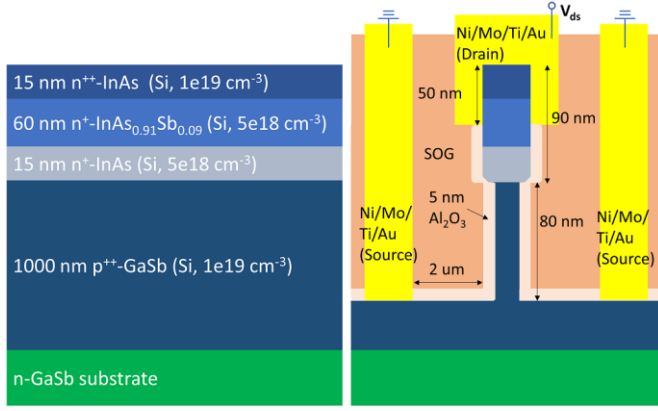 15 nm n⁺⁺-InAs (Si, 1e19 cm⁻³)
60 nm n⁺-InAs₀.₉₁Sb₀.₀₉ (Si, 5e18 cm⁻³)
15 nm n⁺-InAs (Si, 5e18 cm⁻³)
1000 nm p⁺⁺-GaSb (Si, 1e19 cm⁻³)
n-GaSb substrate
V_ds
Ni/Mo/Ti/Au
(Drain)
50 nm
90 nm
SOG
5 nm
Al₂O₃
80 nm
Ni/Mo/
Ti/Au
(Source)
2 um
Ni/Mo/
Ti/Au
(Source)